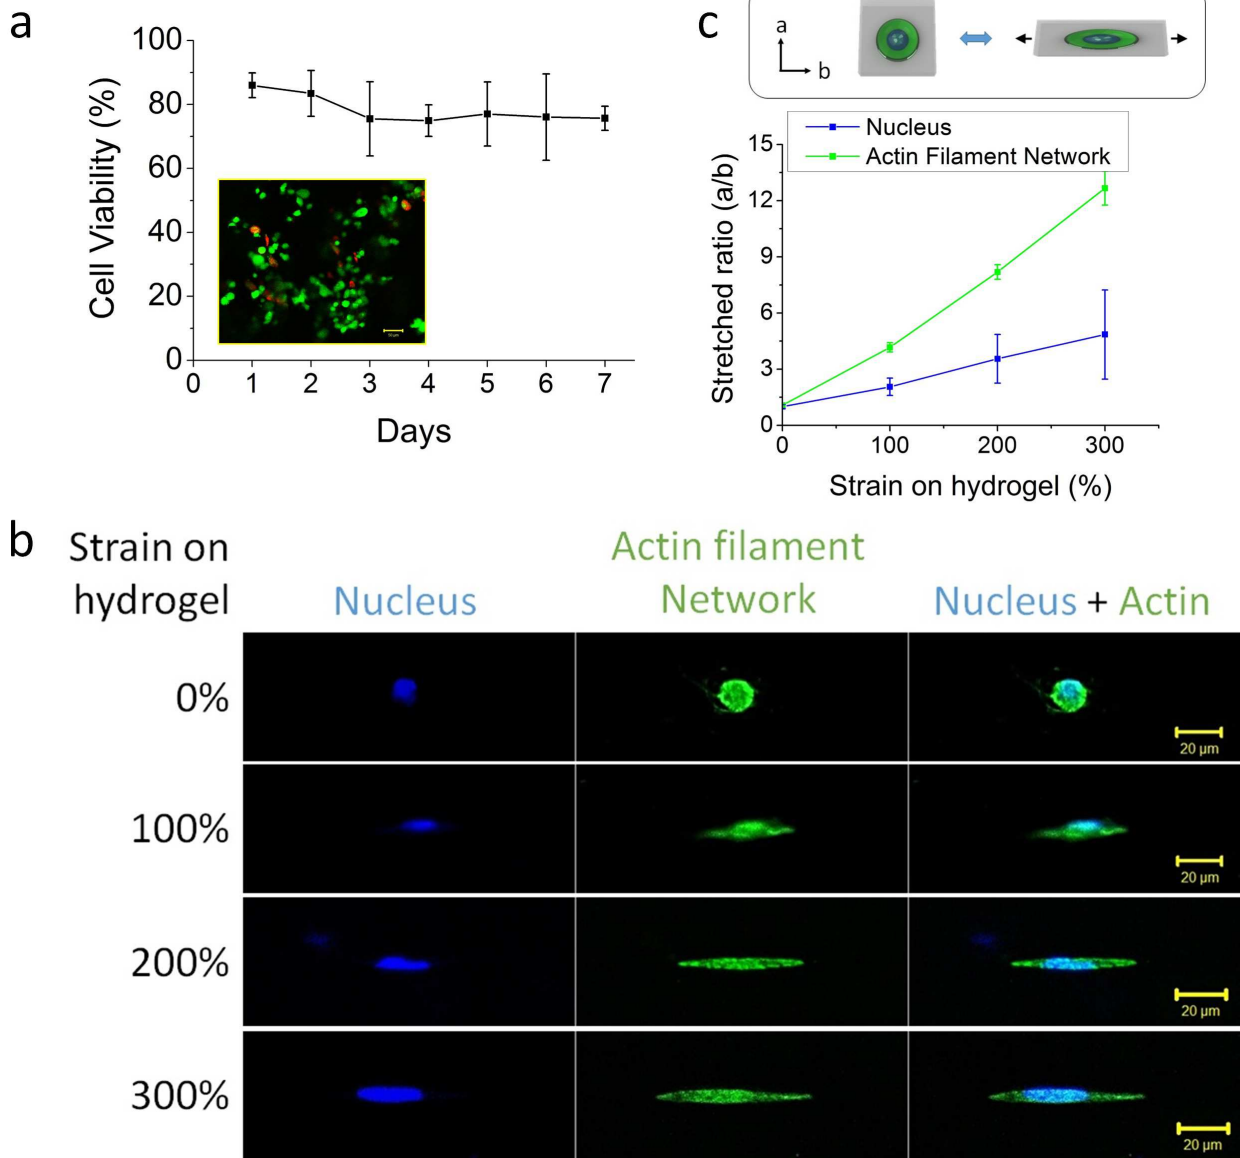 a
100
80
60
40
20
0
Cell Viability (%)
0 1 2 3 4 5 6 7
Days
c
a
b
Nucleus
Actin Filament Network
15
12
9
6
3
0
Stretched ratio (a/b)
0 100 200 300
Strain on hydrogel (%)
b
Strain on
hydrogel
Nucleus
Actin filament
Network
Nucleus + Actin
0%
20 µm
100%
20 µm
200%
20 µm
300%
20 µm